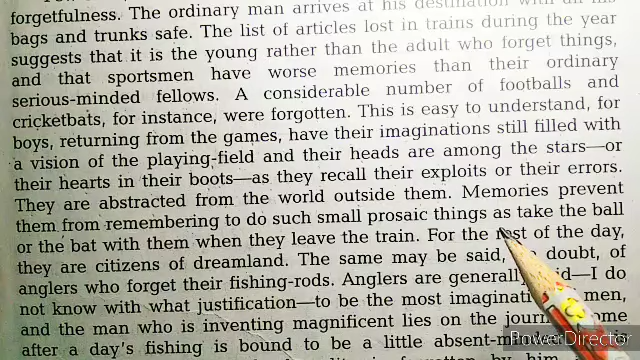 forgetfulness. The ordinary man arrives at his destination with all his
bags and trunks safe. The list of articles lost in trains during the year
suggests that it is the young rather than the adult who forget things,
and that sportsmen have worse memories than their ordinary
serious-minded fellows. A considerable number of footballs and
cricketbats, for instance, were forgotten. This is easy to understand, for
boys, returning from the games, have their imaginations still filled with
a vision of the playing-field and their heads are among the stars—or
their hearts in their boots—as they recall their exploits or their errors.
They are abstracted from the world outside them. Memories prevent
them from remembering to do such small prosaic things as take the ball
or the bat with them when they leave the train. For the rest of the day,
they are citizens of dreamland. The same may be said, doubt, of
anglers who forget their fishing-rods. Anglers are generally I do
not know with what justification—to be the most men,
and the man who is inventing magnificent lies on the
after a day's fishing is bound to be a little
PowerDirector